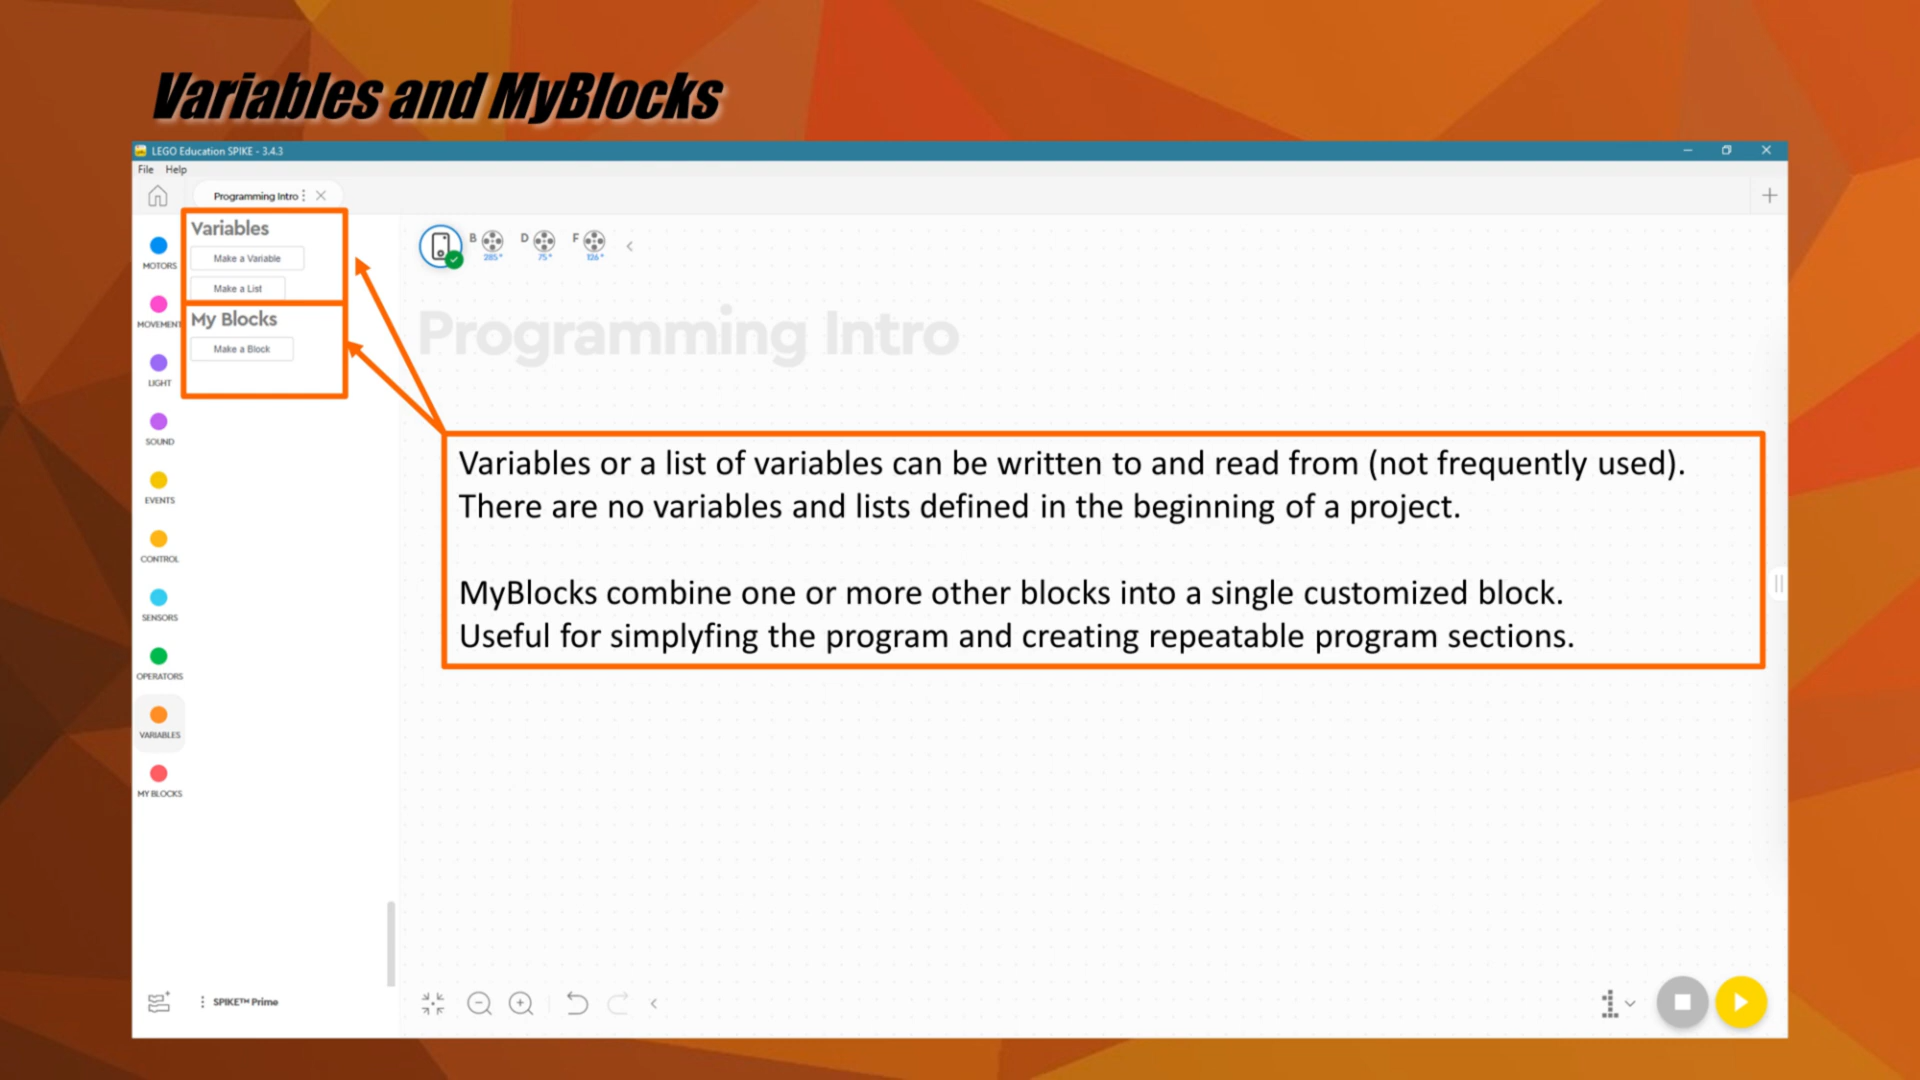 Variables and MyBlocks
LEGO Education SPIKE - 3.4.3
File Help
Programming Intro
Variables
Make a Variable
Make a List
My Blocks
Make a Block
MOTORS
MOVEMENT
LIGHT
SOUND
EVENTS
CONTROL
SENSORS
OPERATORS
VARIABLES
MY BLOCKS
B 285° D 75° F 126°
Programming Intro
Variables or a list of variables can be written to and read from (not frequently used).
There are no variables and lists defined in the beginning of a project.
MyBlocks combine one or more other blocks into a single customized block.
Useful for simplyfing the program and creating repeatable program sections.
SPIKE™ Prime